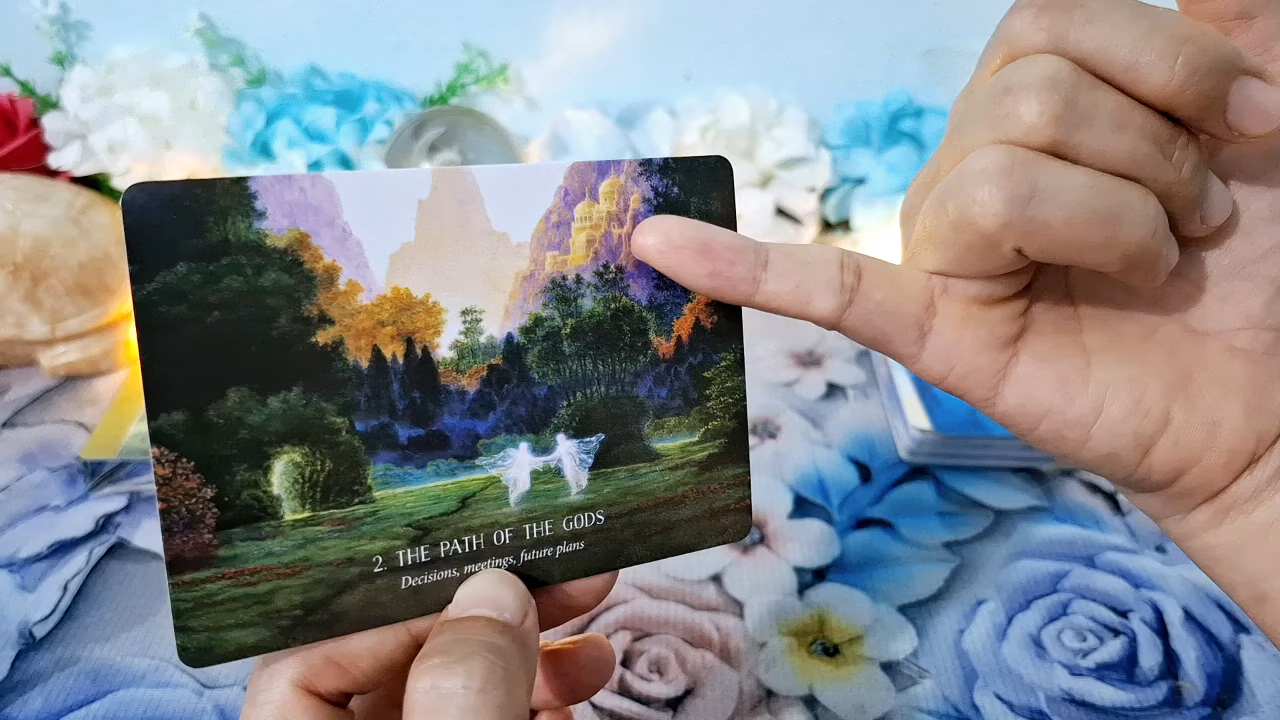 2. THE PATH OF THE GODS
Decisions, meetings, future plans